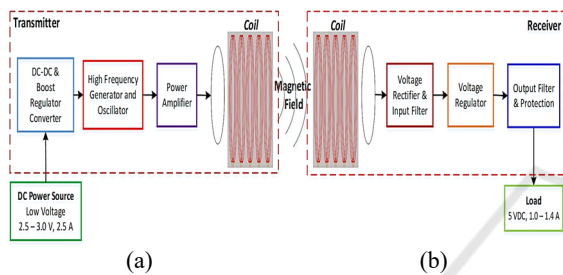 Transmitter
Coil
DC-DC &
Boost
Regulator
Converter
High Frequency
Generator and
Oscillator
Power
Amplifier
DC Power Source
Low Voltage
2.5 – 3.0 V, 2.5 A
(a)
Magnetic
Field
Receiver
Coil
Voltage
Rectifier &
Input Filter
Voltage
Regulator
Output Filter
& Protection
Load
5 VDC, 1.0 – 1.4 A
(b)